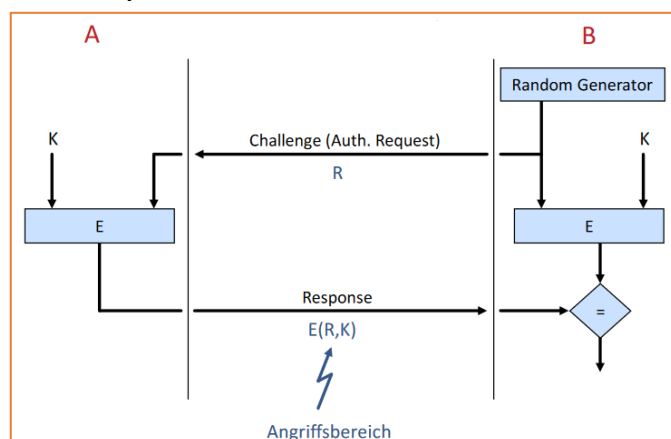 A
B
Random Generator
K
Challenge (Auth. Request)
K
R
E
E
Response
=
E(R,K)
Angriffsbereich